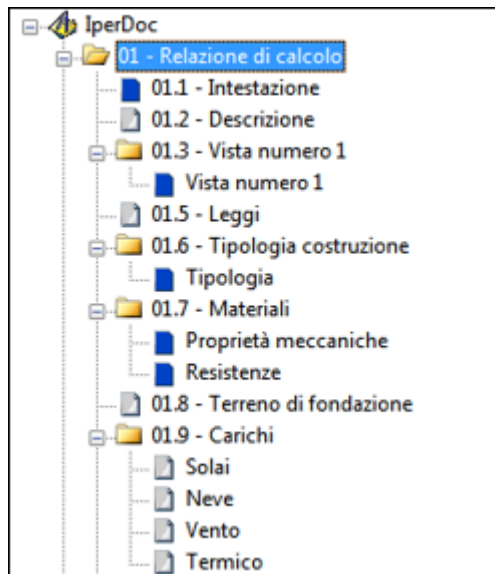 IperDoc
01 - Relazione di calcolo
01.1 - Intestazione
01.2 - Descrizione
01.3 - Vista numero 1
Vista numero 1
01.5 - Leggi
01.6 - Tipologia costruzione
Tipologia
01.7 - Materiali
Proprietà meccaniche
Resistenze
01.8 - Terreno di fondazione
01.9 - Carichi
Solai
Neve
Vento
Termico